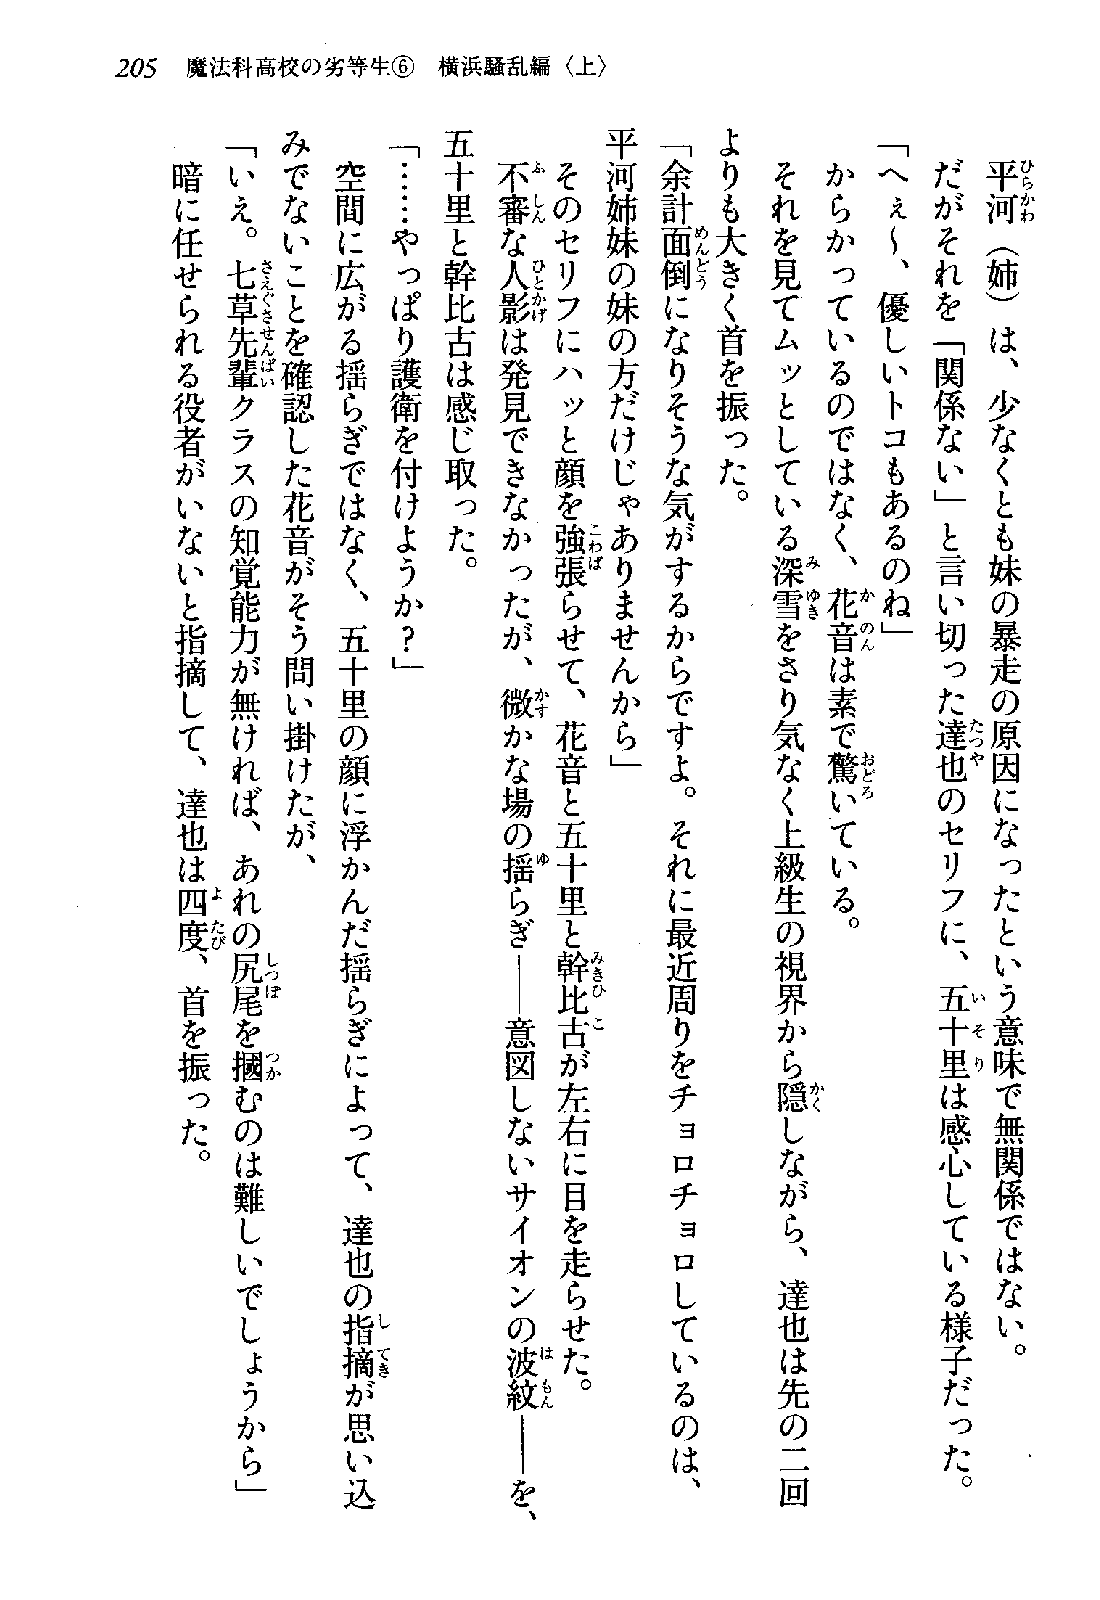 205 魔法科高校の劣等生⑥ 横浜騒乱編〈上〉
平河（姉）は、少なくとも妹の暴走の原因になったという意味で無関係ではない。
だがそれを「関係ない」と言い切った達也のセリフに、五十里は感心している様子だった。
「へぇ～、優しいトコもあるのね」
からかっているのではなく、花音は素で驚いている。
それを見てムッとしている深雪をさり気なく上級生の視界から隠しながら、達也は先の二回
よりも大きく首を振った。
「余計面倒になりそうな気がするからですよ。それに最近周りをチョロチョロしているのは、
平河姉妹の妹の方だけじゃありませんから」
そのセリフにハッと顔を強張らせて、花音と五十里と幹比古が左右に目を走らせた。
不審な人影は発見できなかったが、微かな場の揺らぎ――意図しないサイオンの波紋――を、
五十里と幹比古は感じ取った。
「……やっぱり護衛を付けようか？」
空間に広がる揺らぎではなく、五十里の顔に浮かんだ揺らぎによって、達也の指摘が思い込
みでないことを確認した花音がそう問い掛けたが、
「いえ。七草先輩クラスの知覚能力が無ければ、あれの尻尾を摑むのは難しいでしょうから」
暗に任せられる役者がいないと指摘して、達也は四度、首を振った。